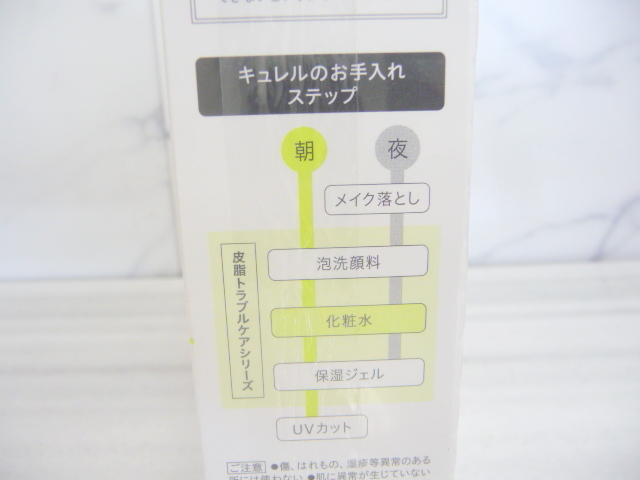 キュレルのお手入れ
ステップ
朝
夜
メイク落とし
皮脂トラブルケアシリーズ
泡洗顔料
化粧水
保湿ジェル
UVカット
ご注意 ●傷、はれもの、湿疹等異常のある
所には使わない ●肌に異常が生じていない